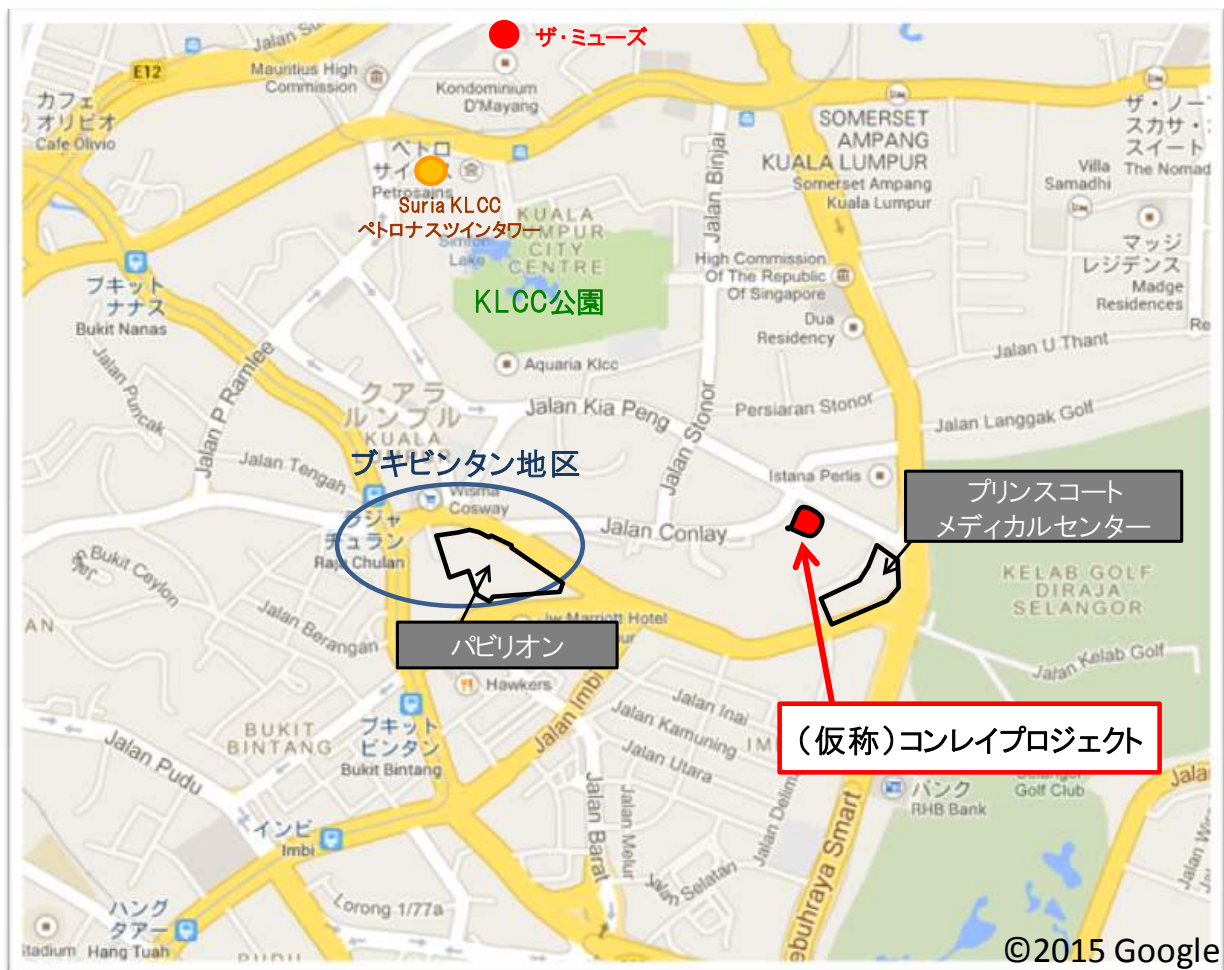 ザ・ミューズ
Jalan Su
E12
Mauritius High
Commission
Kondominium
D'Mayang
カフェ
オリビオ
Cafe Olivio
SOMERSET
AMPANG
KUALA LUMPUR
Somerset Ampang
Kuala Lumpur
ザ・ノー
スカサ・
スイート
The Nomad
Villa
Samadhi
ペトロ
サイ
Petrosains
Suria KLCC
ペトロナスツインタワー
KUALA
LUMPUR
CITY
CENTRE
Lake
KLCC公園
Jalan Binjai
High Commission
Of The Republic
Of Singapore
マッジ
レジデンス
Madge
Residences
Dua
Residency
Re
ブキット
ナナス
Bukit Nanas
Jalan U Thant
Aquaria Klcc
Jalan Puncak
Jalan P Ramlee
クアラ
ルンプル
KUALA
Jalan Kia Peng
Jalan Stonor
Persiaran Stonor
Jalan Langgak Golf
Jalan Tengah
ブキビンタン地区
Istana Perlis
プリンスコート
メディカルセンター
Wisma
Cosway
ラジャ
チュラン
Raja Chulan
Jalan Conlay
Bukit Ceylon
Jalan
KELAB GOLF
DIRAJA
SELANGOR
Jalan Berangan
AN
Jw Marriott Hotel
ur
パビリオン
Jalan Kelab Golf
Hawkers
Jalan Imbi
Jalan Inai
Jalan Kamuning
IM
Jalan Utara
（仮称）コンレイプロジェクト
BUKIT
BINTANG
ブキット
ビンタン
Bukit Bintang
Jalan Pudu
Jalan Barat
Jalan Melur
Jalan Delima
Jalan Selatan
バンク
RHB Bank
Selangor
Golf Club
Jala
インビ
Imbi
ebuhraya Smart
Lorong 1/77a
ハング
タアー
Hang Tuah
Stadium
PUDU
©2015 Google